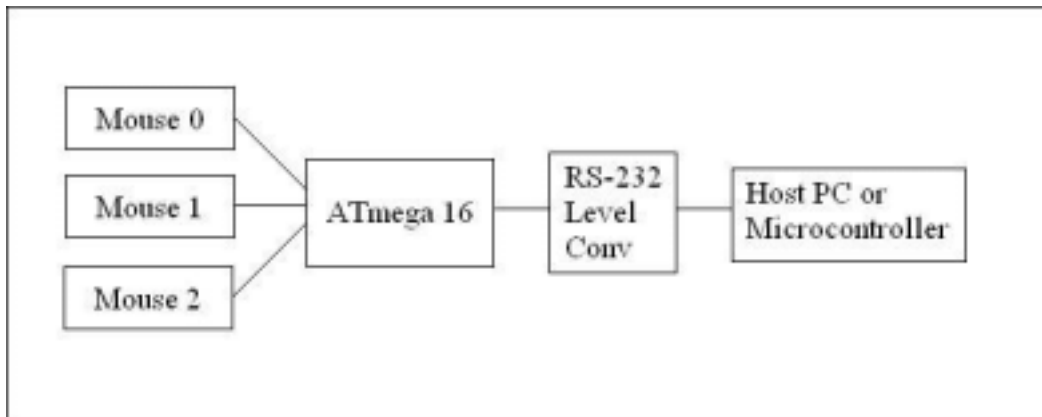 Mouse 0
Mouse 1
Mouse 2
ATmega 16
RS-232
Level
Conv
Host PC or
Microcontroller